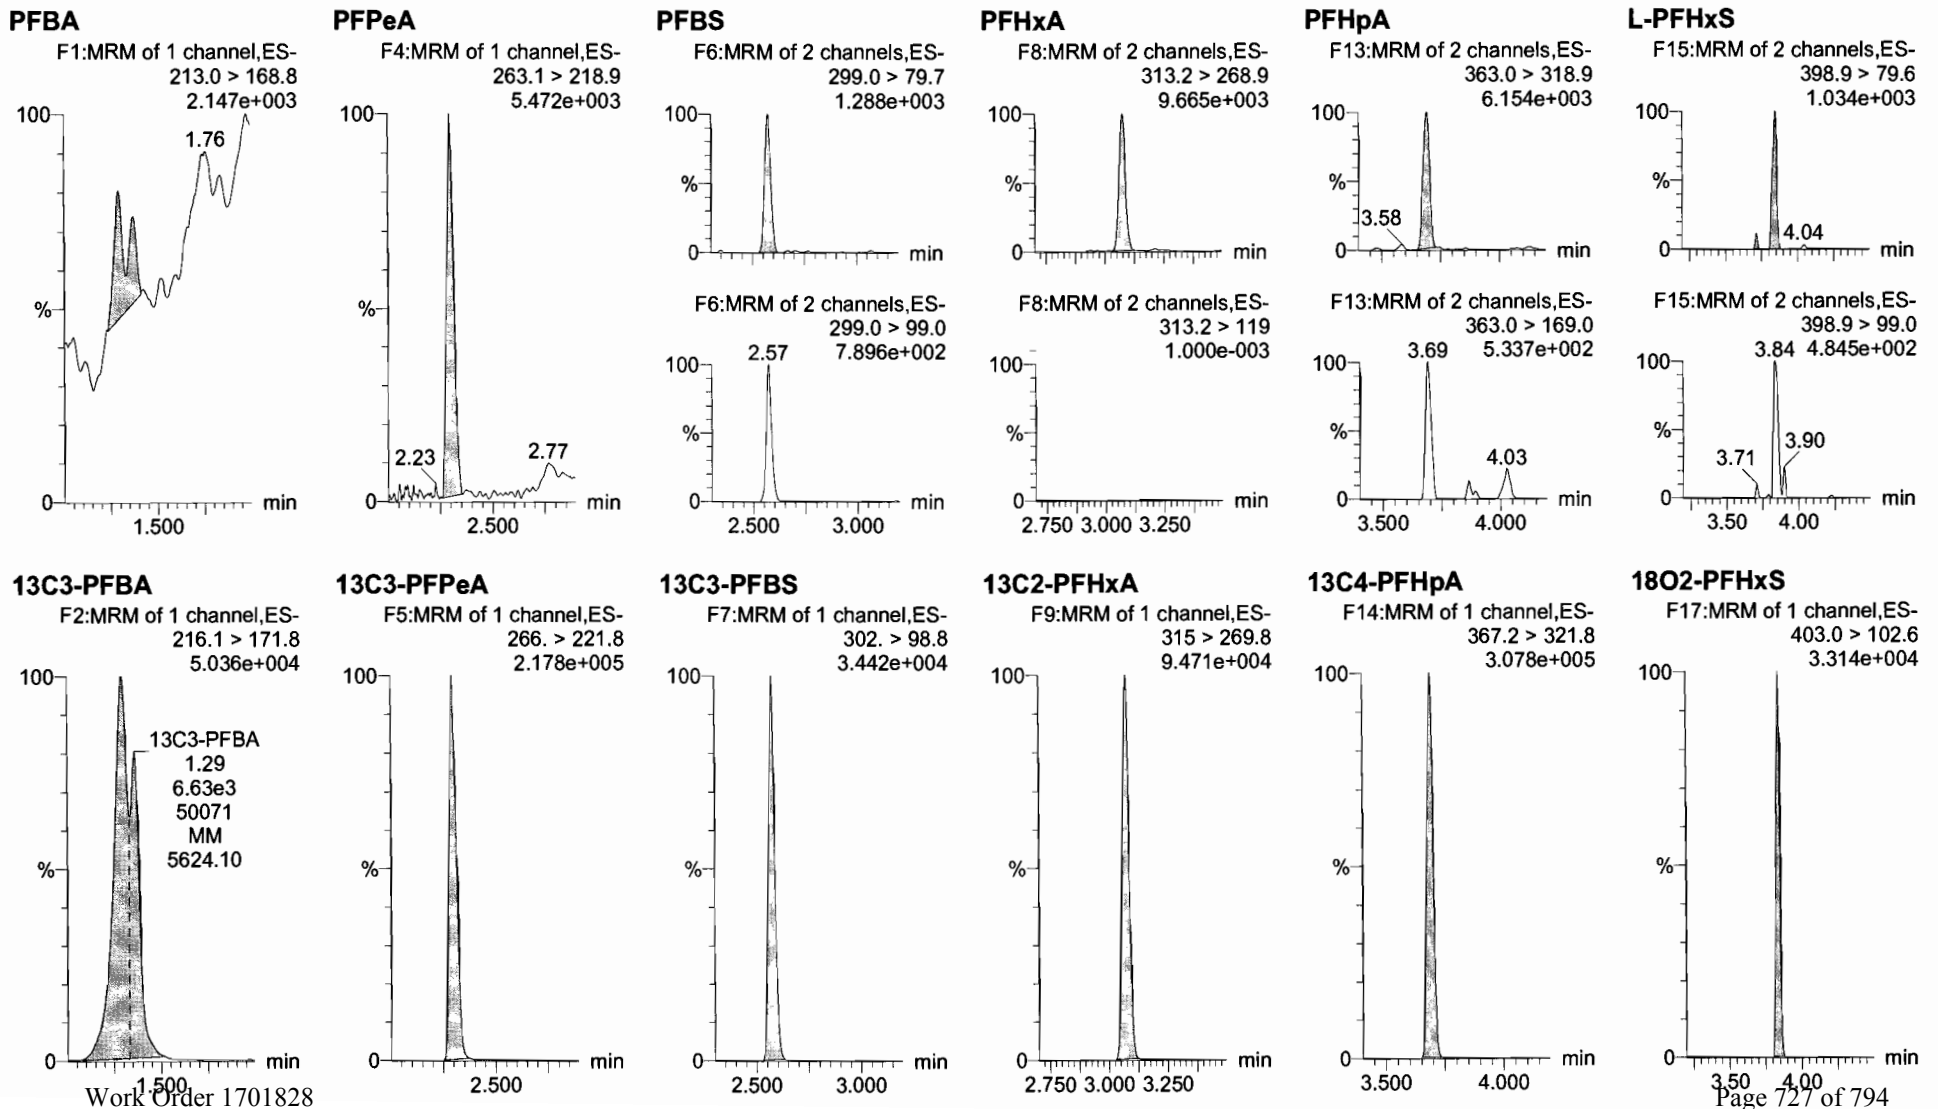 PFBA
F1:MRM of 1 channel,ES-
213.0 > 168.8
2.147e+003
100
1.76
%
0
min
1.500
PFPeA
F4:MRM of 1 channel,ES-
263.1 > 218.9
5.472e+003
100
%
2.23
2.77
0
min
2.500
PFBS
F6:MRM of 2 channels,ES-
299.0 > 79.7
1.288e+003
100
%
0
min
F6:MRM of 2 channels,ES-
299.0 > 99.0
7.896e+002
100
2.57
%
0
min
2.500 3.000
PFHxA
F8:MRM of 2 channels,ES-
313.2 > 268.9
9.665e+003
100
%
0
min
F8:MRM of 2 channels,ES-
313.2 > 119
1.000e-003
100
%
0
min
2.750 3.000 3.250
PFHpA
F13:MRM of 2 channels,ES-
363.0 > 318.9
6.154e+003
100
%
3.58
0
min
F13:MRM of 2 channels,ES-
363.0 > 169.0
5.337e+002
100
3.69
%
4.03
0
min
3.500 4.000
L-PFHxS
F15:MRM of 2 channels,ES-
398.9 > 79.6
1.034e+003
100
%
4.04
0
min
F15:MRM of 2 channels,ES-
398.9 > 99.0
3.84 4.845e+002
100
%
3.71
3.90
0
min
3.50 4.00
13C3-PFBA
F2:MRM of 1 channel,ES-
216.1 > 171.8
5.036e+004
100
13C3-PFBA
1.29
6.63e3
50071
MM
5624.10
%
0
min
1.500
13C3-PFPeA
F5:MRM of 1 channel,ES-
266. > 221.8
2.178e+005
100
%
0
min
2.500
13C3-PFBS
F7:MRM of 1 channel,ES-
302. > 98.8
3.442e+004
100
%
0
min
2.500 3.000
13C2-PFHxA
F9:MRM of 1 channel,ES-
315 > 269.8
9.471e+004
100
%
0
min
2.750 3.000 3.250
13C4-PFHpA
F14:MRM of 1 channel,ES-
367.2 > 321.8
3.078e+005
100
%
0
min
3.500 4.000
18O2-PFHxS
F17:MRM of 1 channel,ES-
403.0 > 102.6
3.314e+004
100
%
0
min
3.50 4.00
Work Order 1701828
Page 727 of 794